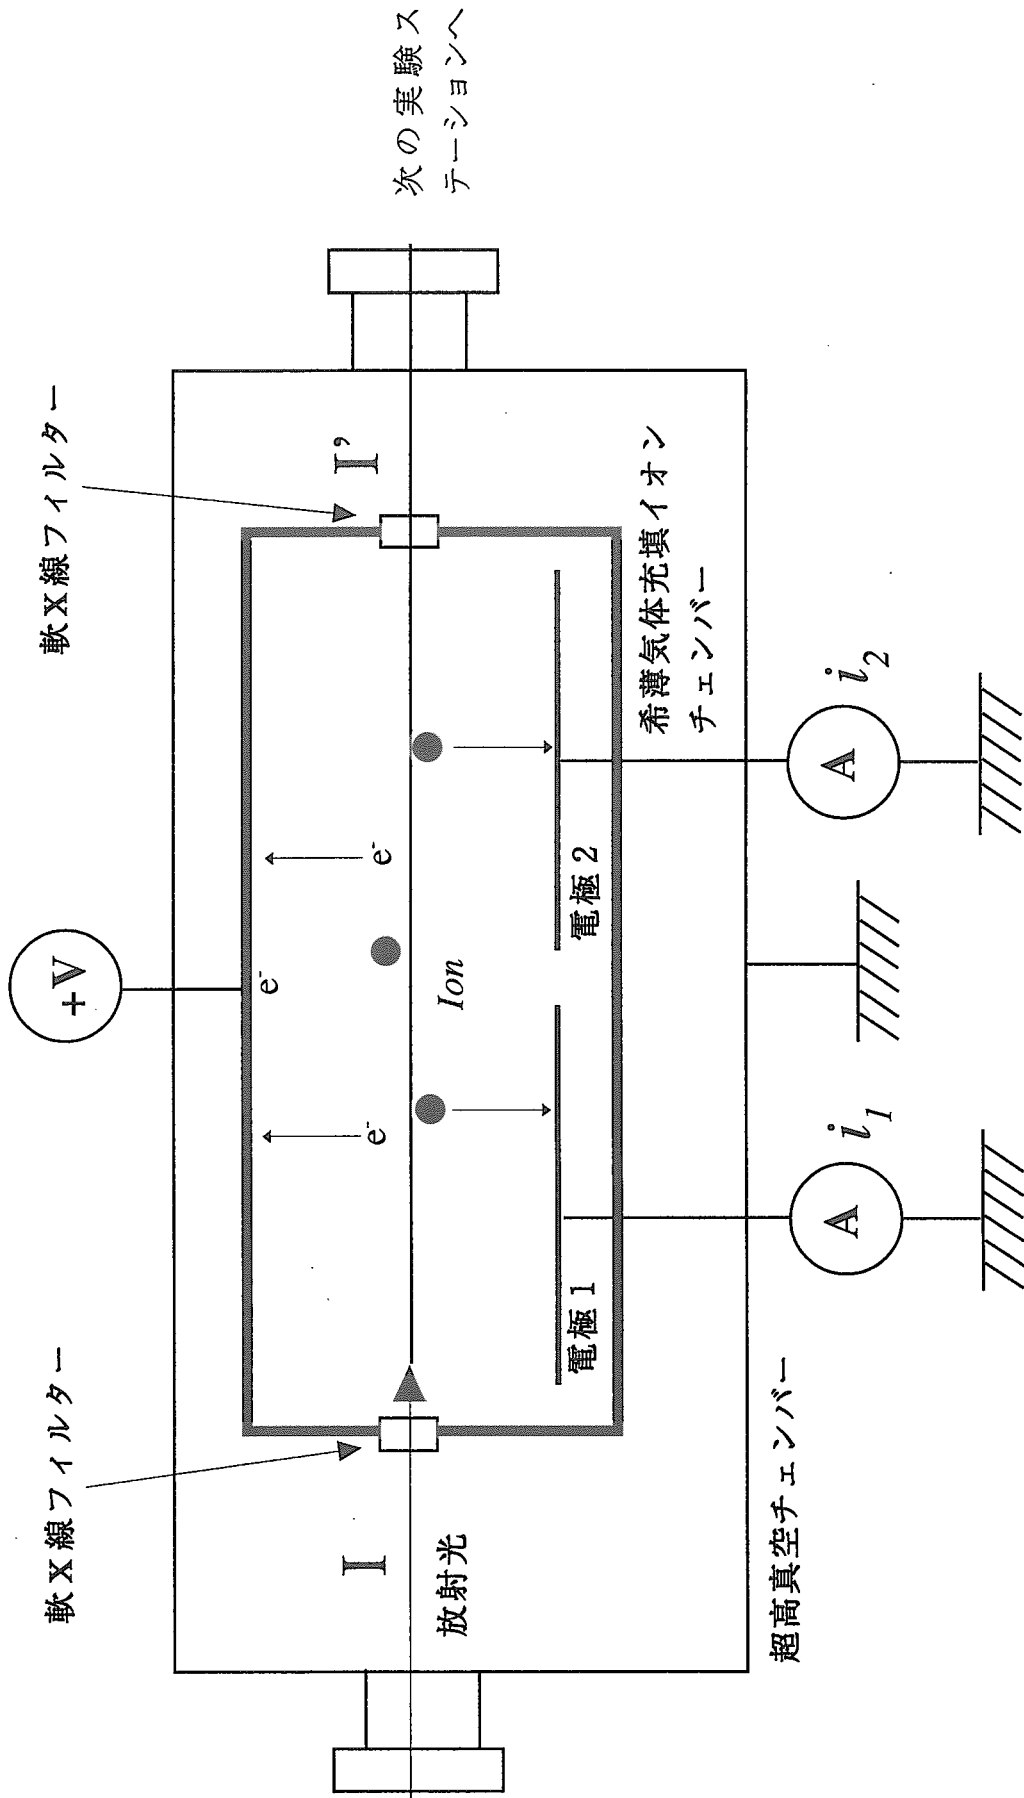 +V
軟X線フィルター
軟X線フィルター
e⁻
e⁻
e⁻
I
I'
放射光
Ion
次の実験ス
テーションへ
電極1
電極2
希薄気体充填イオン
チェンバー
超高真空チェンバー
A
i₁
A
i₂